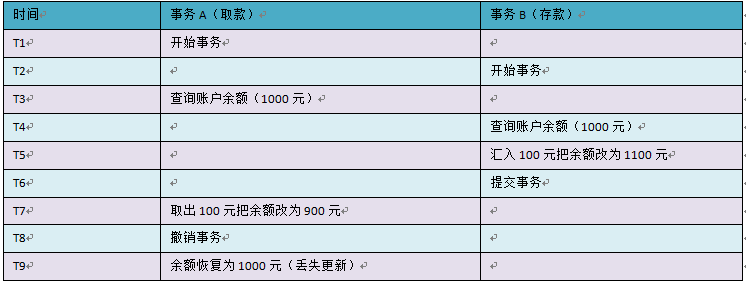 时间 事务A（取款） 事务B（存款）
T1 开始事务
T2 开始事务
T3 查询账户余额（1000 元）
T4 查询账户余额（1000 元）
T5 汇入 100 元把余额改为 1100 元
T6 提交事务
T7 取出 100 元把余额改为 900 元
T8 撤销事务
T9 余额恢复为 1000 元（丢失更新）